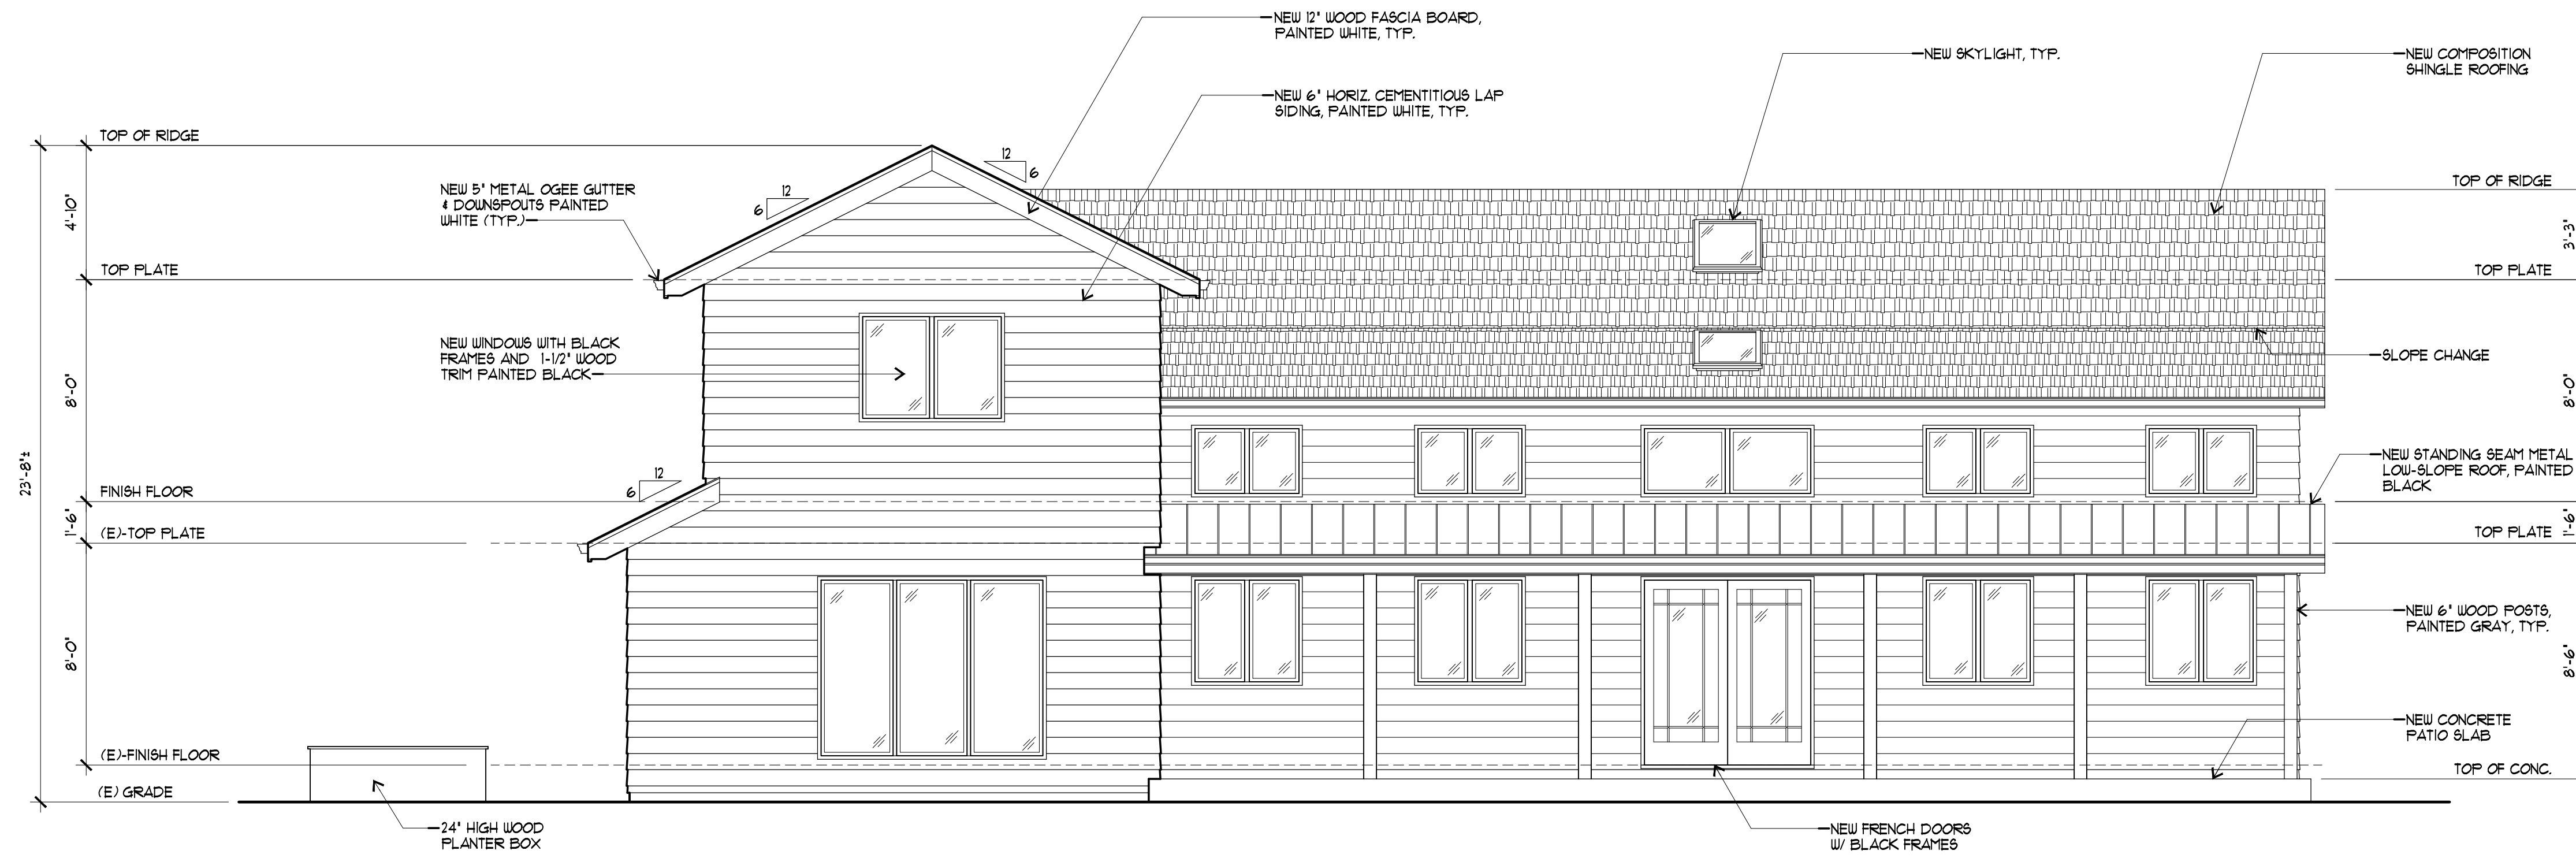 NEW 12" WOOD FASCIA BOARD,
PAINTED WHITE, TYP.
NEW SKYLIGHT, TYP.
NEW COMPOSITION
SHINGLE ROOFING
NEW 6" HORIZ. CEMENTITIOUS LAP
SIDING, PAINTED WHITE, TYP.
TOP OF RIDGE
12
6
12
6
NEW 5" METAL OGEE GUTTER
& DOWNSPOUTS PAINTED
WHITE (TYP.)
TOP OF RIDGE
4'-10"
3'-3"
TOP PLATE
TOP PLATE
NEW WINDOWS WITH BLACK
FRAMES AND 1-1/2" WOOD
TRIM PAINTED BLACK
SLOPE CHANGE
8'-0"
8'-0"
23'-8"±
12
6
NEW STANDING SEAM METAL
LOW-SLOPE ROOF, PAINTED
BLACK
FINISH FLOOR
1'-6"
(E)-TOP PLATE
TOP PLATE
1'-6"
NEW 6" WOOD POSTS,
PAINTED GRAY, TYP.
8'-0"
8'-6"
NEW CONCRETE
PATIO SLAB
(E)-FINISH FLOOR
TOP OF CONC.
(E) GRADE
24" HIGH WOOD
PLANTER BOX
NEW FRENCH DOORS
W/ BLACK FRAMES